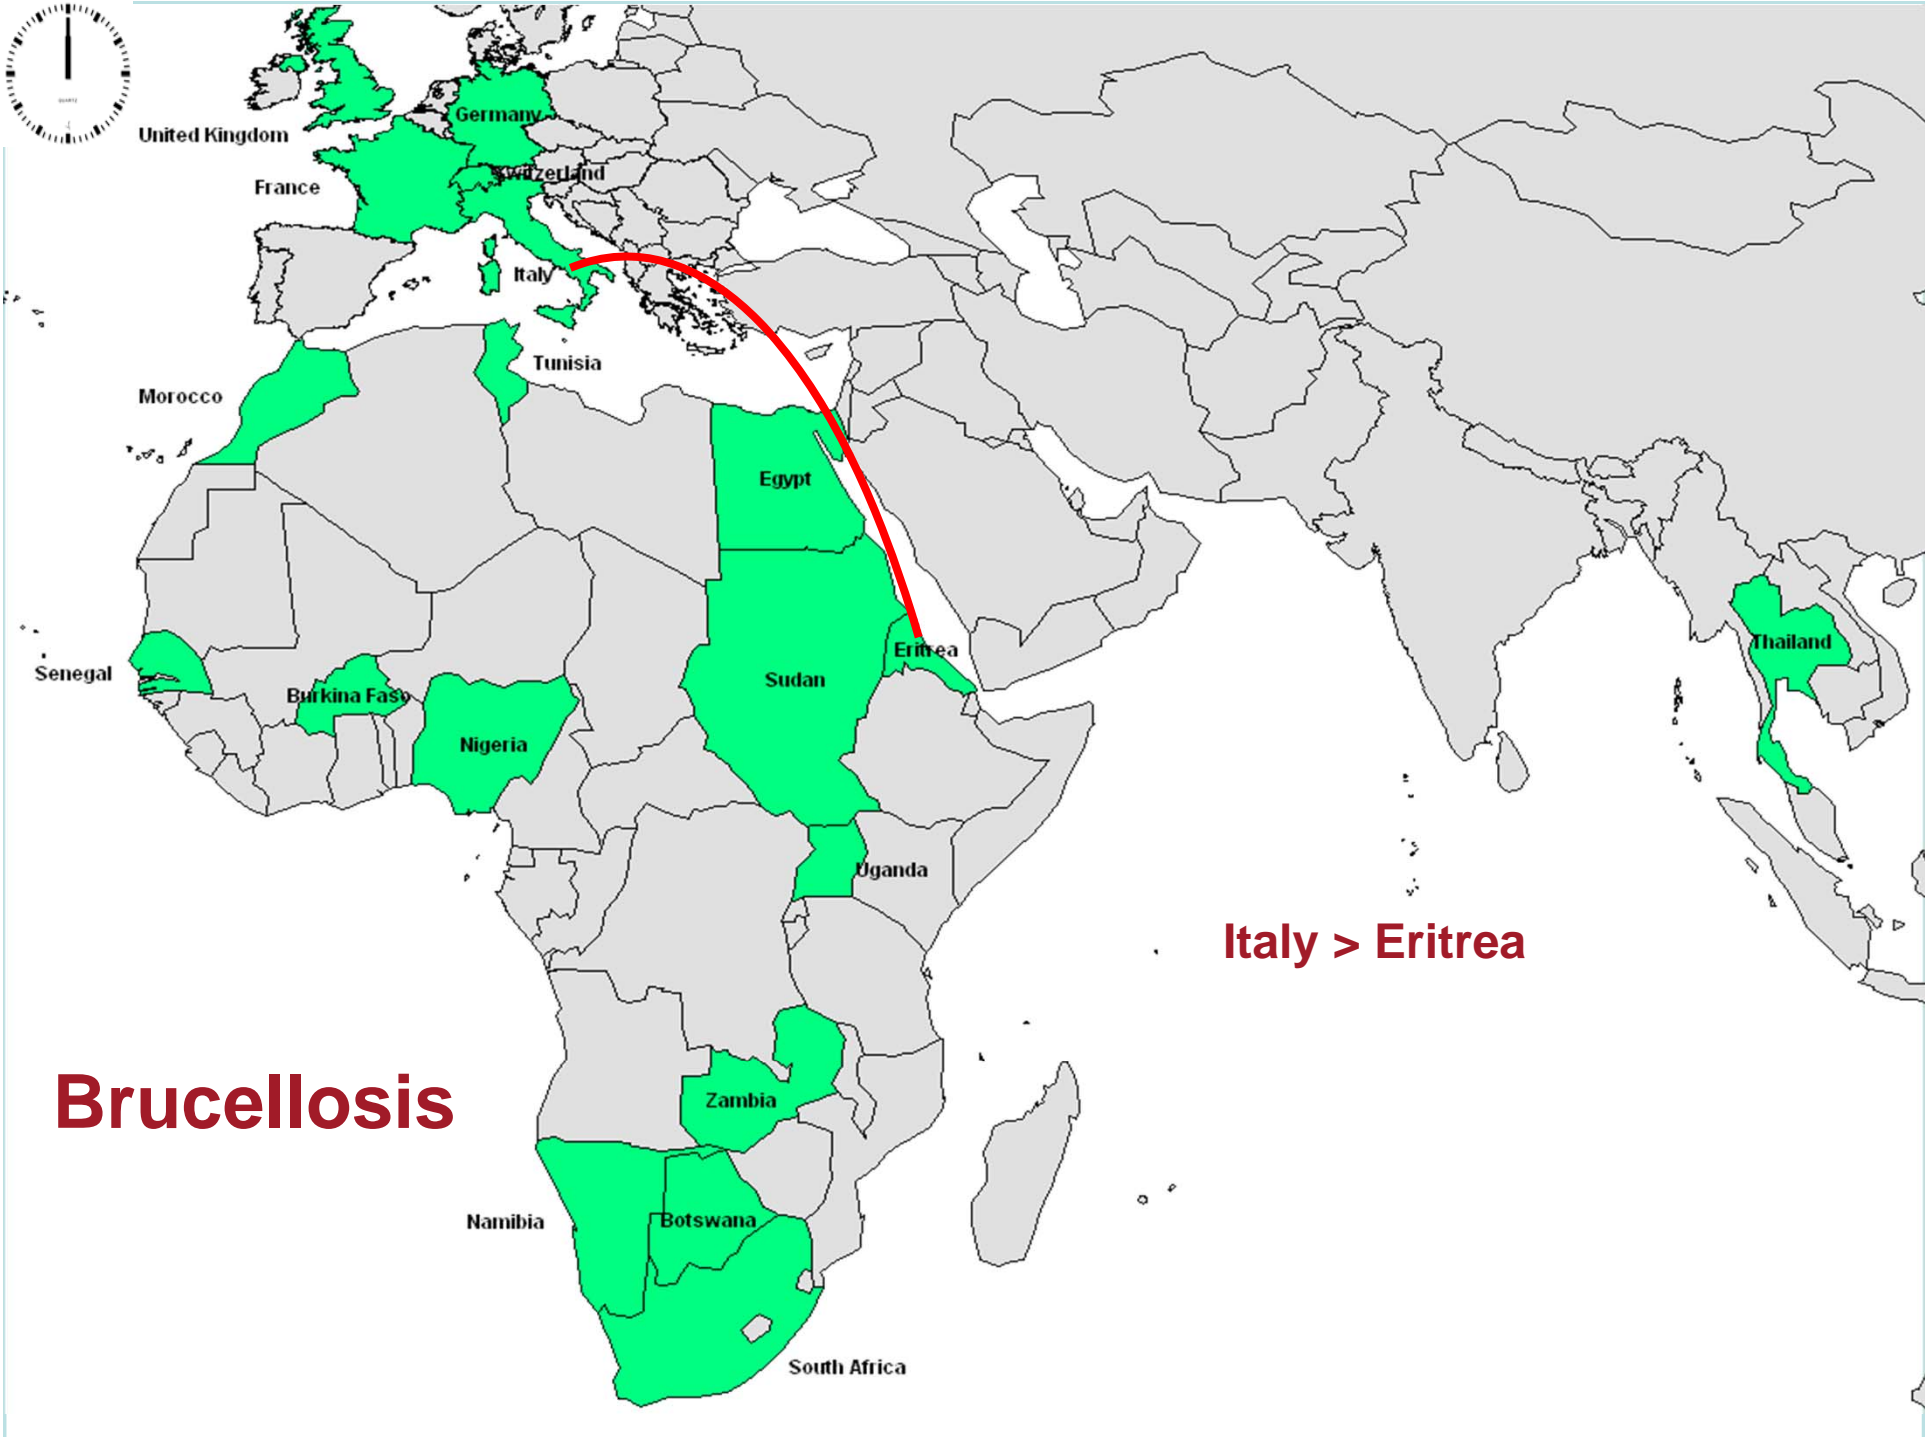 United Kingdom
Germany
Switzerland
France
Italy
Tunisia
Morocco
Egypt
Eritrea
Thailand
Senegal
Burkina Faso
Sudan
Nigeria
Uganda
Italy > Eritrea
Brucellosis
Zambia
Namibia
Botswana
South Africa